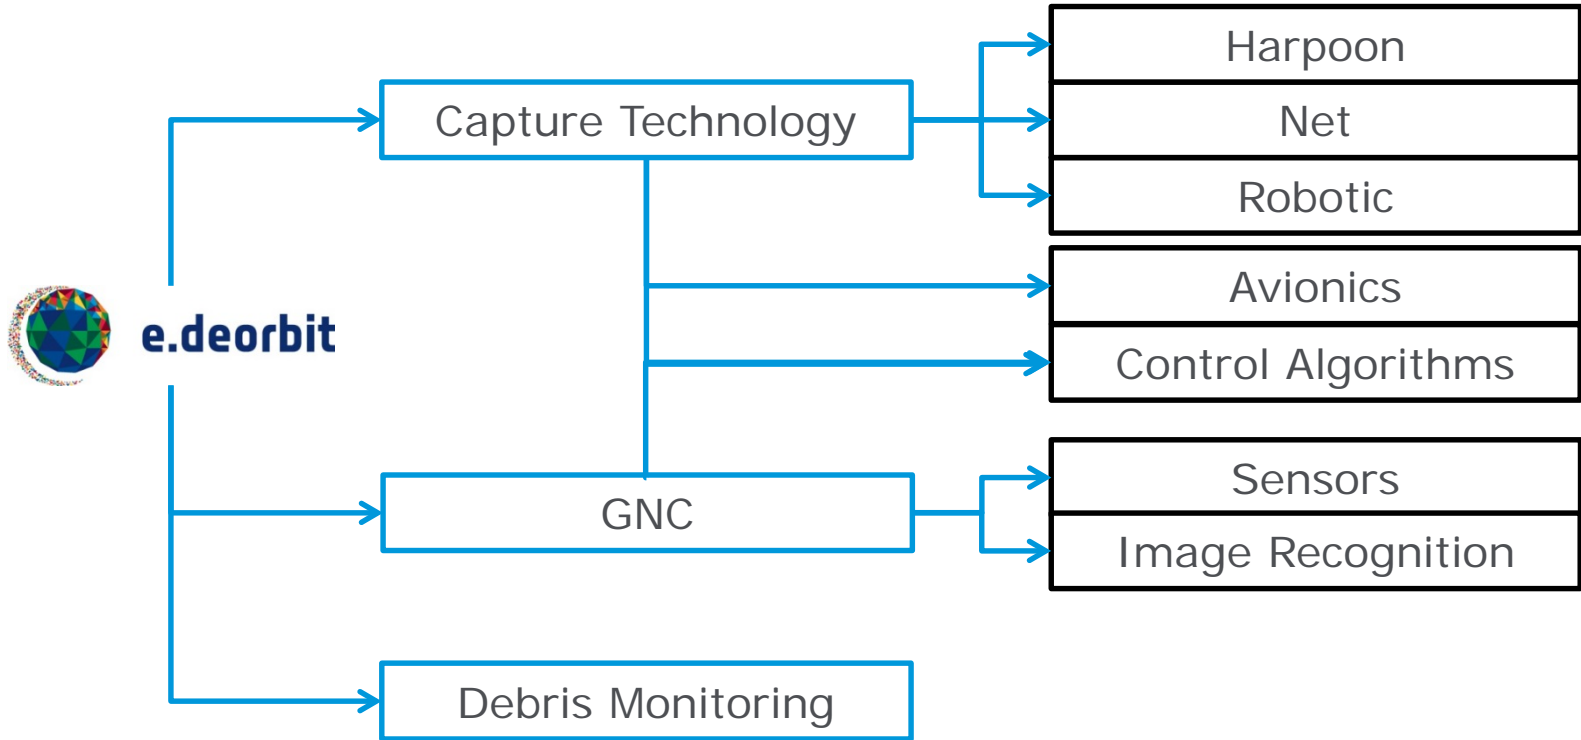 Harpoon
Capture Technology
Net
Robotic
Avionics
e.deorbit
Control Algorithms
Sensors
GNC
Image Recognition
Debris Monitoring